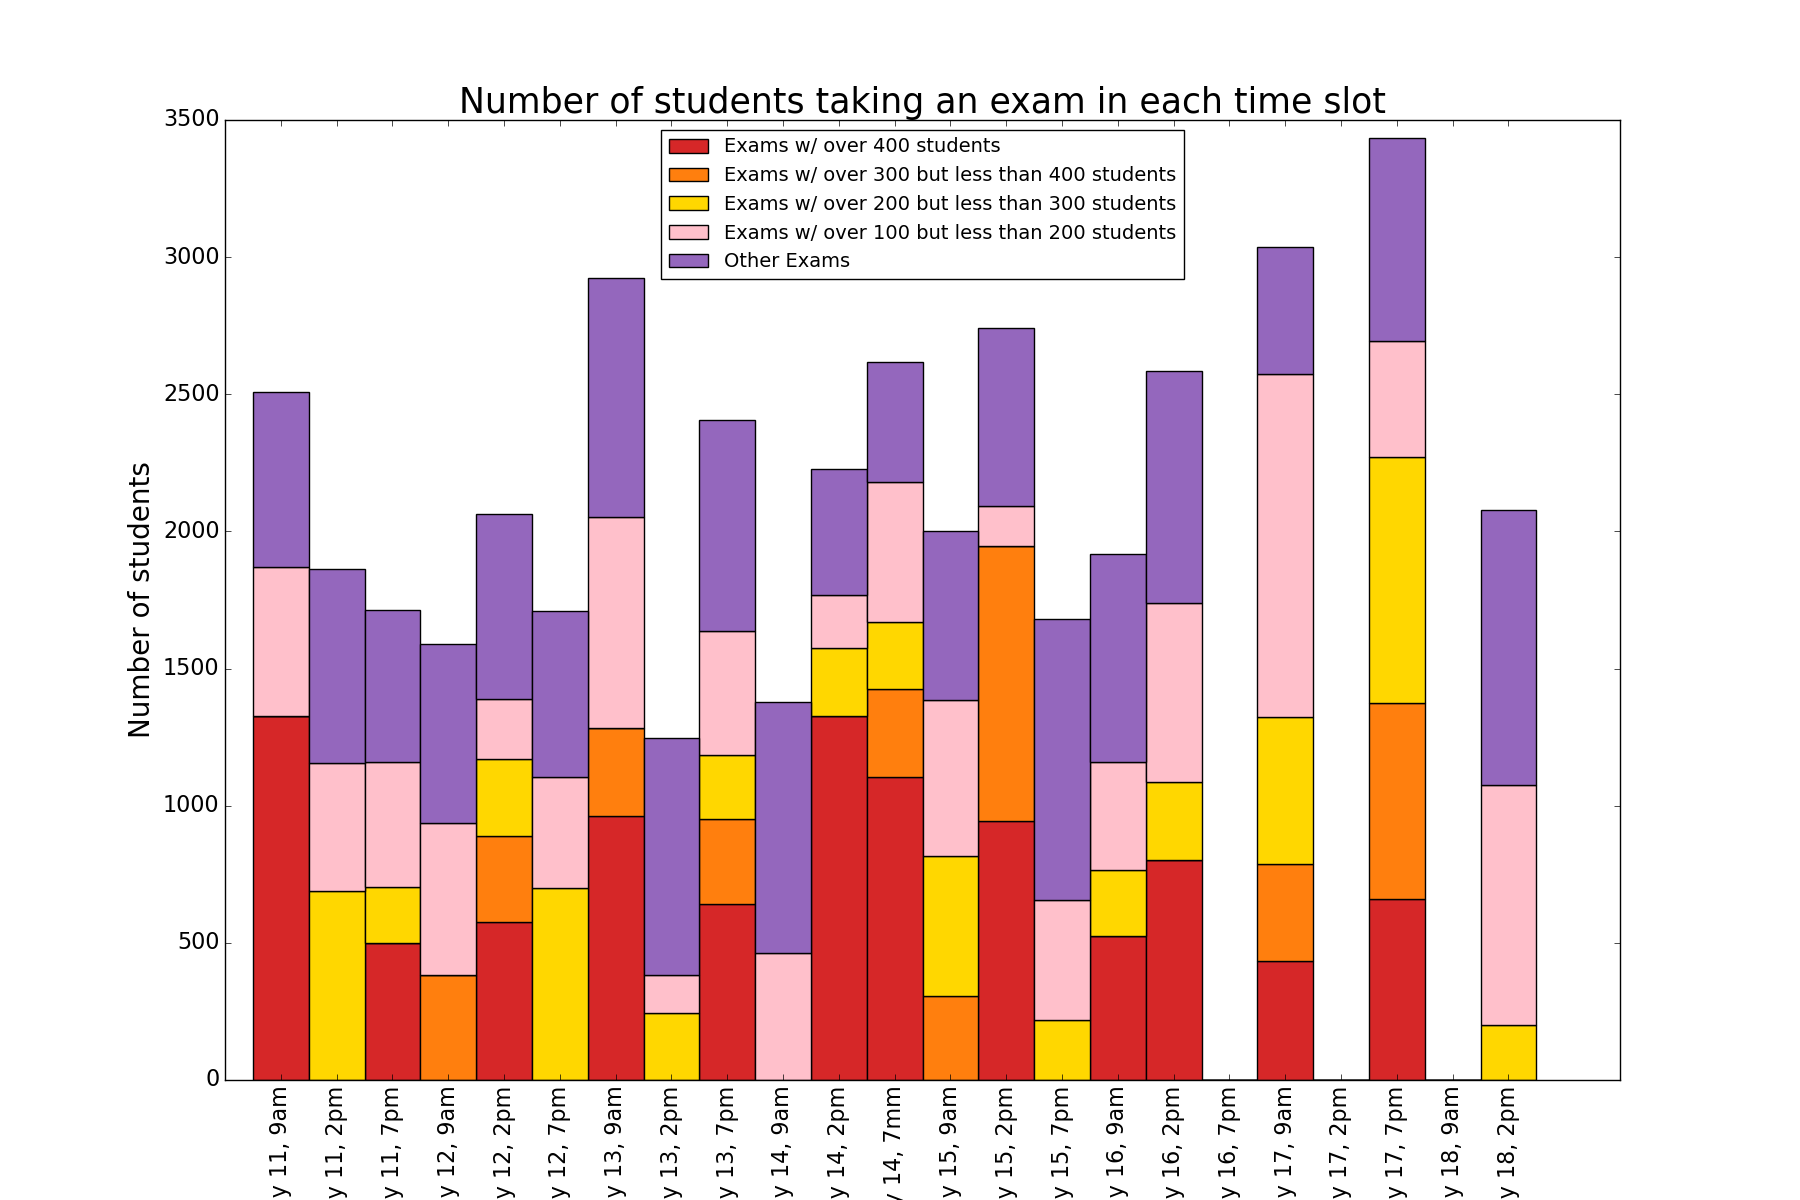 Number of students taking an exam in each time slot
Exams w/ over 400 students
Exams w/ over 300 but less than 400 students
Exams w/ over 200 but less than 300 students
Exams w/ over 100 but less than 200 students
Other Exams
Number of students
3500
3000
2500
2000
1500
1000
500
0
y 11, 9am
y 11, 2pm
y 11, 7pm
y 12, 9am
y 12, 2pm
y 12, 7pm
y 13, 9am
y 13, 2pm
y 13, 7pm
y 14, 9am
y 14, 2pm
y 14, 7mm
y 15, 9am
y 15, 2pm
y 15, 7pm
y 16, 9am
y 16, 2pm
y 16, 7pm
y 17, 9am
y 17, 2pm
y 17, 7pm
y 18, 9am
y 18, 2pm